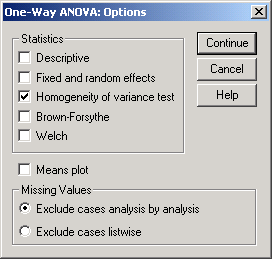 One-Way ANOVA: Options
Statistics
Descriptive
Fixed and random effects
Homogeneity of variance test
Brown-Forsythe
Welch
Means plot
Missing Values
Exclude cases analysis by analysis
Exclude cases listwise
Continue
Cancel
Help